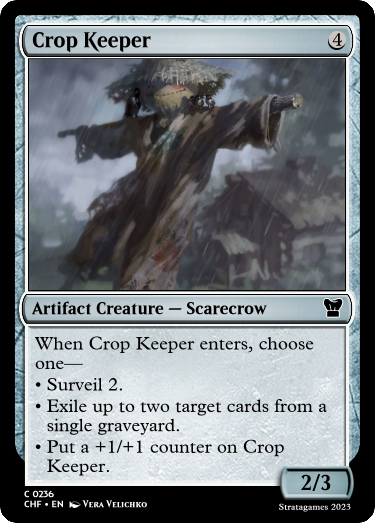 Crop Keeper 4
Artifact Creature — Scarecrow
When Crop Keeper enters, choose
one—
• Surveil 2.
• Exile up to two target cards from a
single graveyard.
• Put a +1/+1 counter on Crop
Keeper.
2/3
C 0236
CHF • EN Vera Velichko
Stratagames 2023